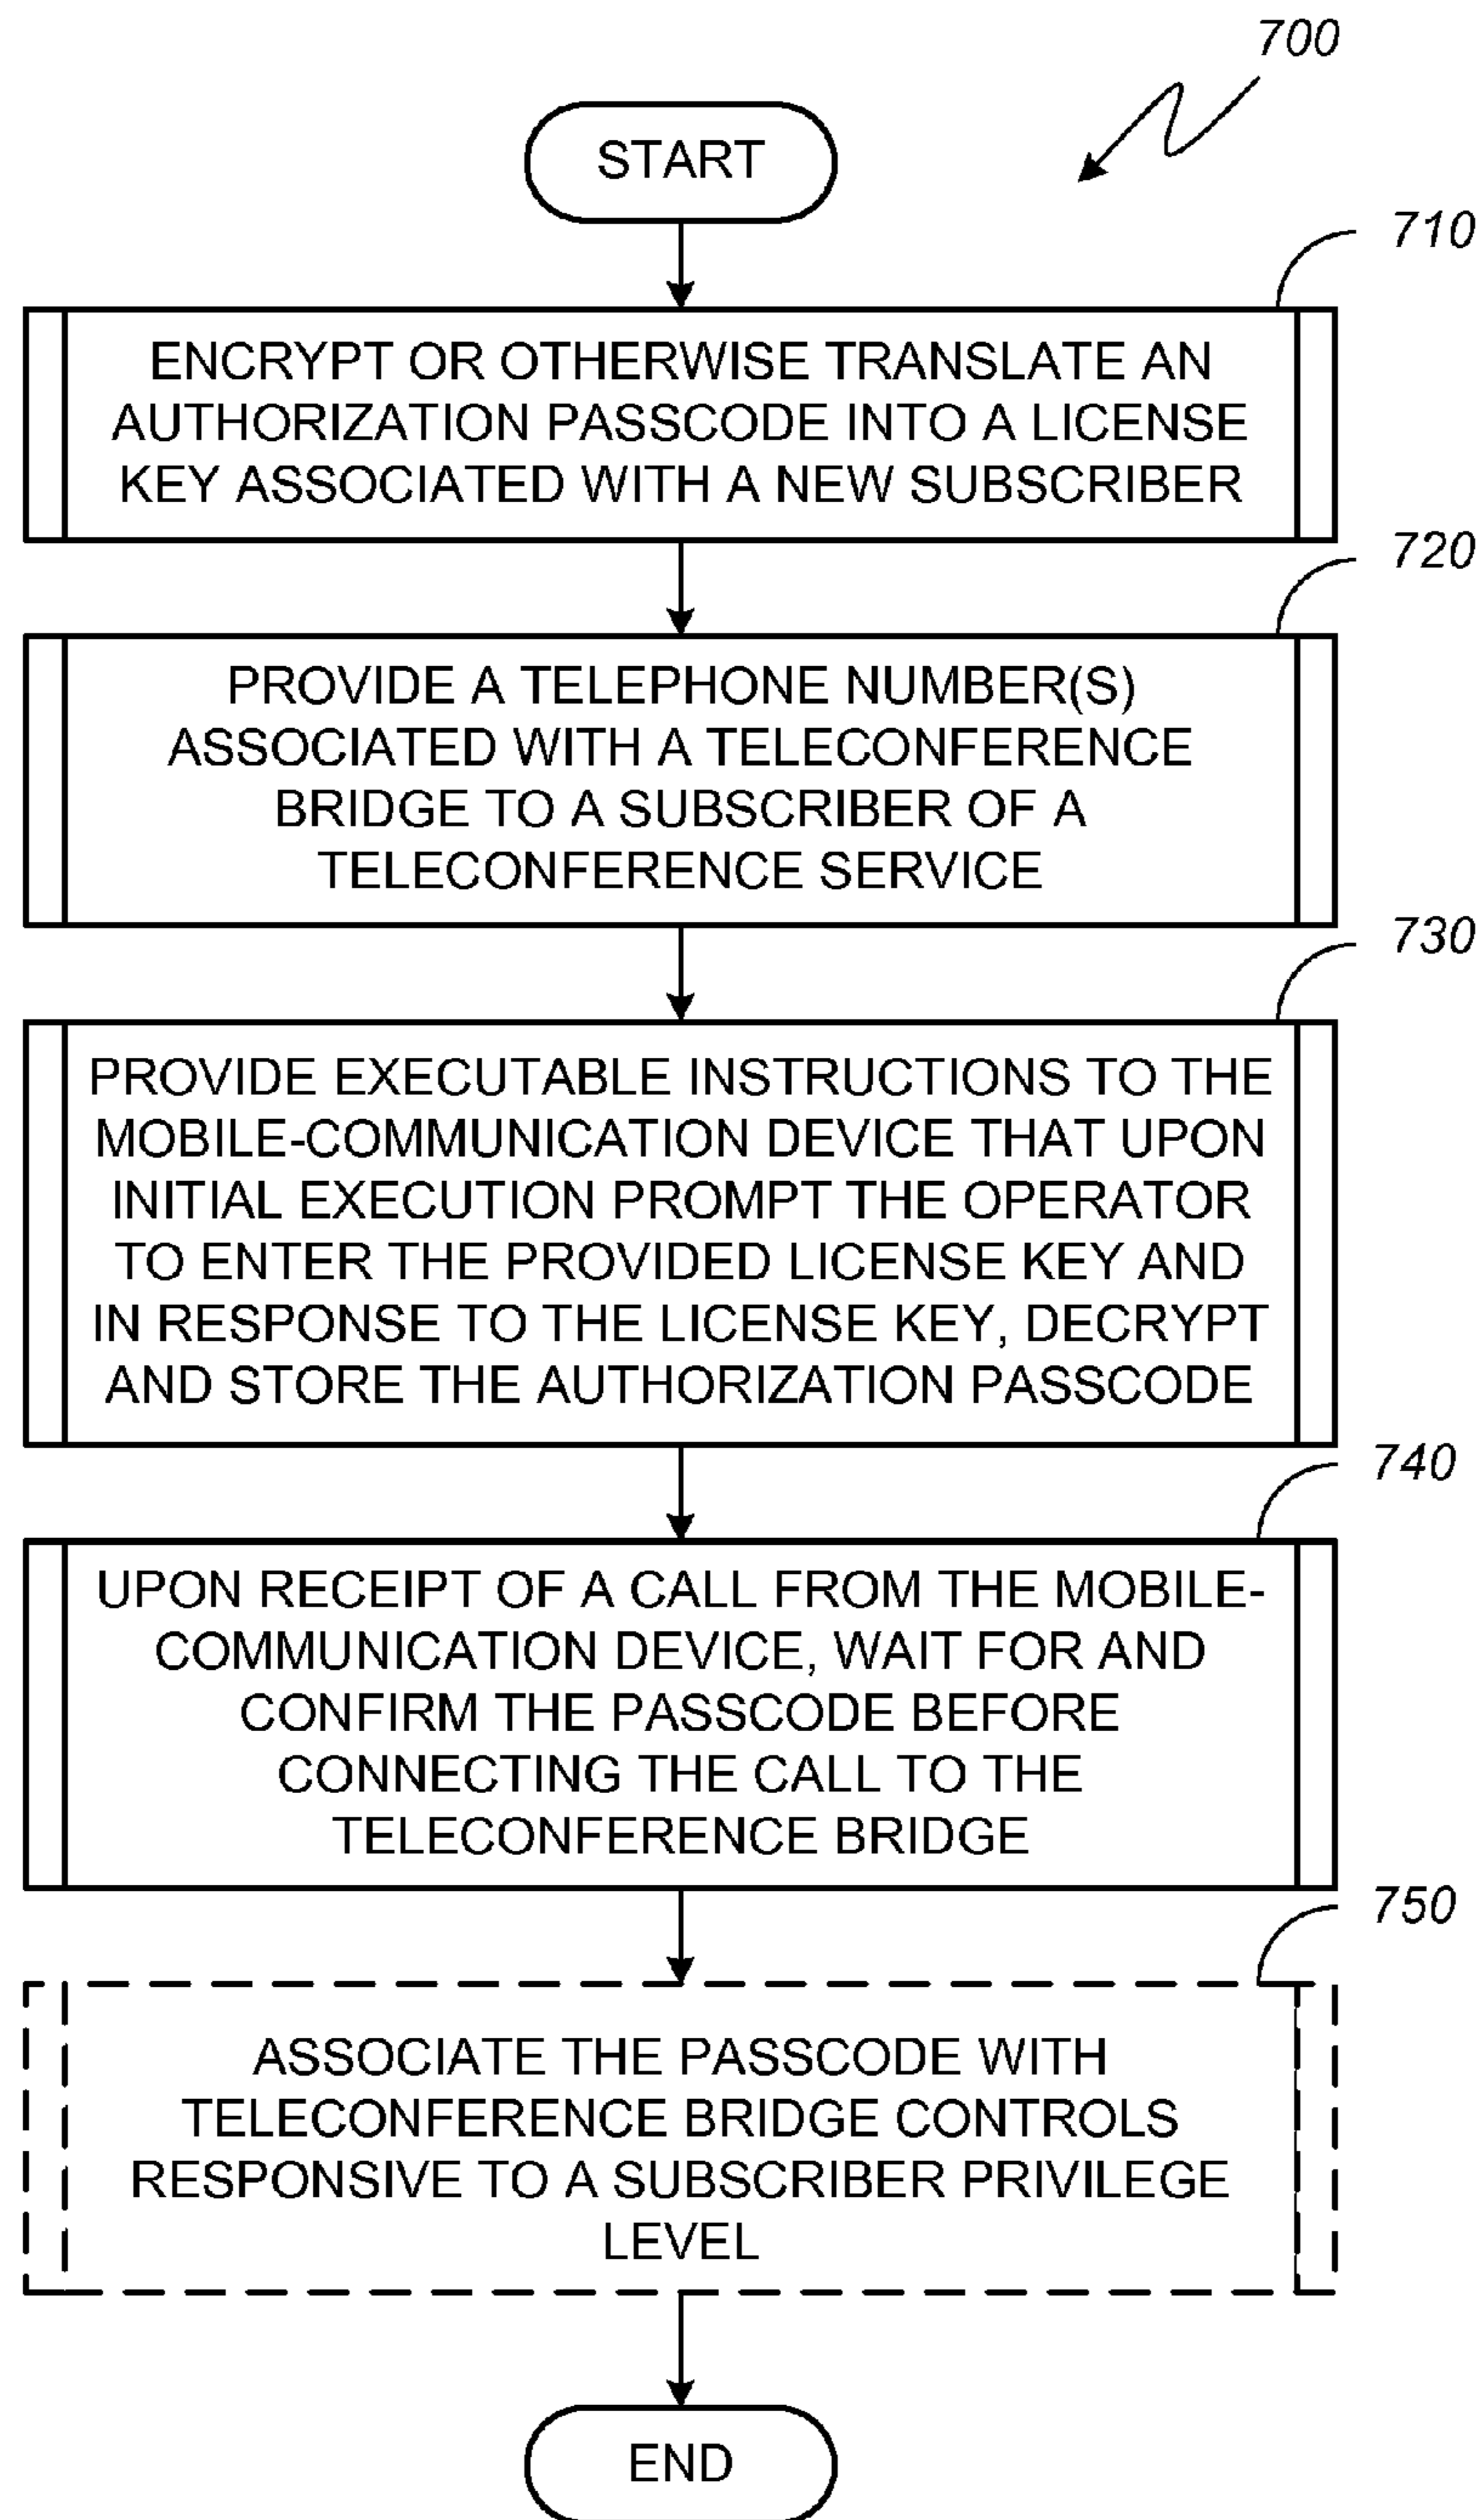 700
START
710
ENCRYPT OR OTHERWISE TRANSLATE AN
AUTHORIZATION PASSCODE INTO A LICENSE
KEY ASSOCIATED WITH A NEW SUBSCRIBER
720
PROVIDE A TELEPHONE NUMBER(S)
ASSOCIATED WITH A TELECONFERENCE
BRIDGE TO A SUBSCRIBER OF A
TELECONFERENCE SERVICE
730
PROVIDE EXECUTABLE INSTRUCTIONS TO THE
MOBILE-COMMUNICATION DEVICE THAT UPON
INITIAL EXECUTION PROMPT THE OPERATOR
TO ENTER THE PROVIDED LICENSE KEY AND
IN RESPONSE TO THE LICENSE KEY, DECRYPT
AND STORE THE AUTHORIZATION PASSCODE
740
UPON RECEIPT OF A CALL FROM THE MOBILE-
COMMUNICATION DEVICE, WAIT FOR AND
CONFIRM THE PASSCODE BEFORE
CONNECTING THE CALL TO THE
TELECONFERENCE BRIDGE
750
ASSOCIATE THE PASSCODE WITH
TELECONFERENCE BRIDGE CONTROLS
RESPONSIVE TO A SUBSCRIBER PRIVILEGE
LEVEL
END